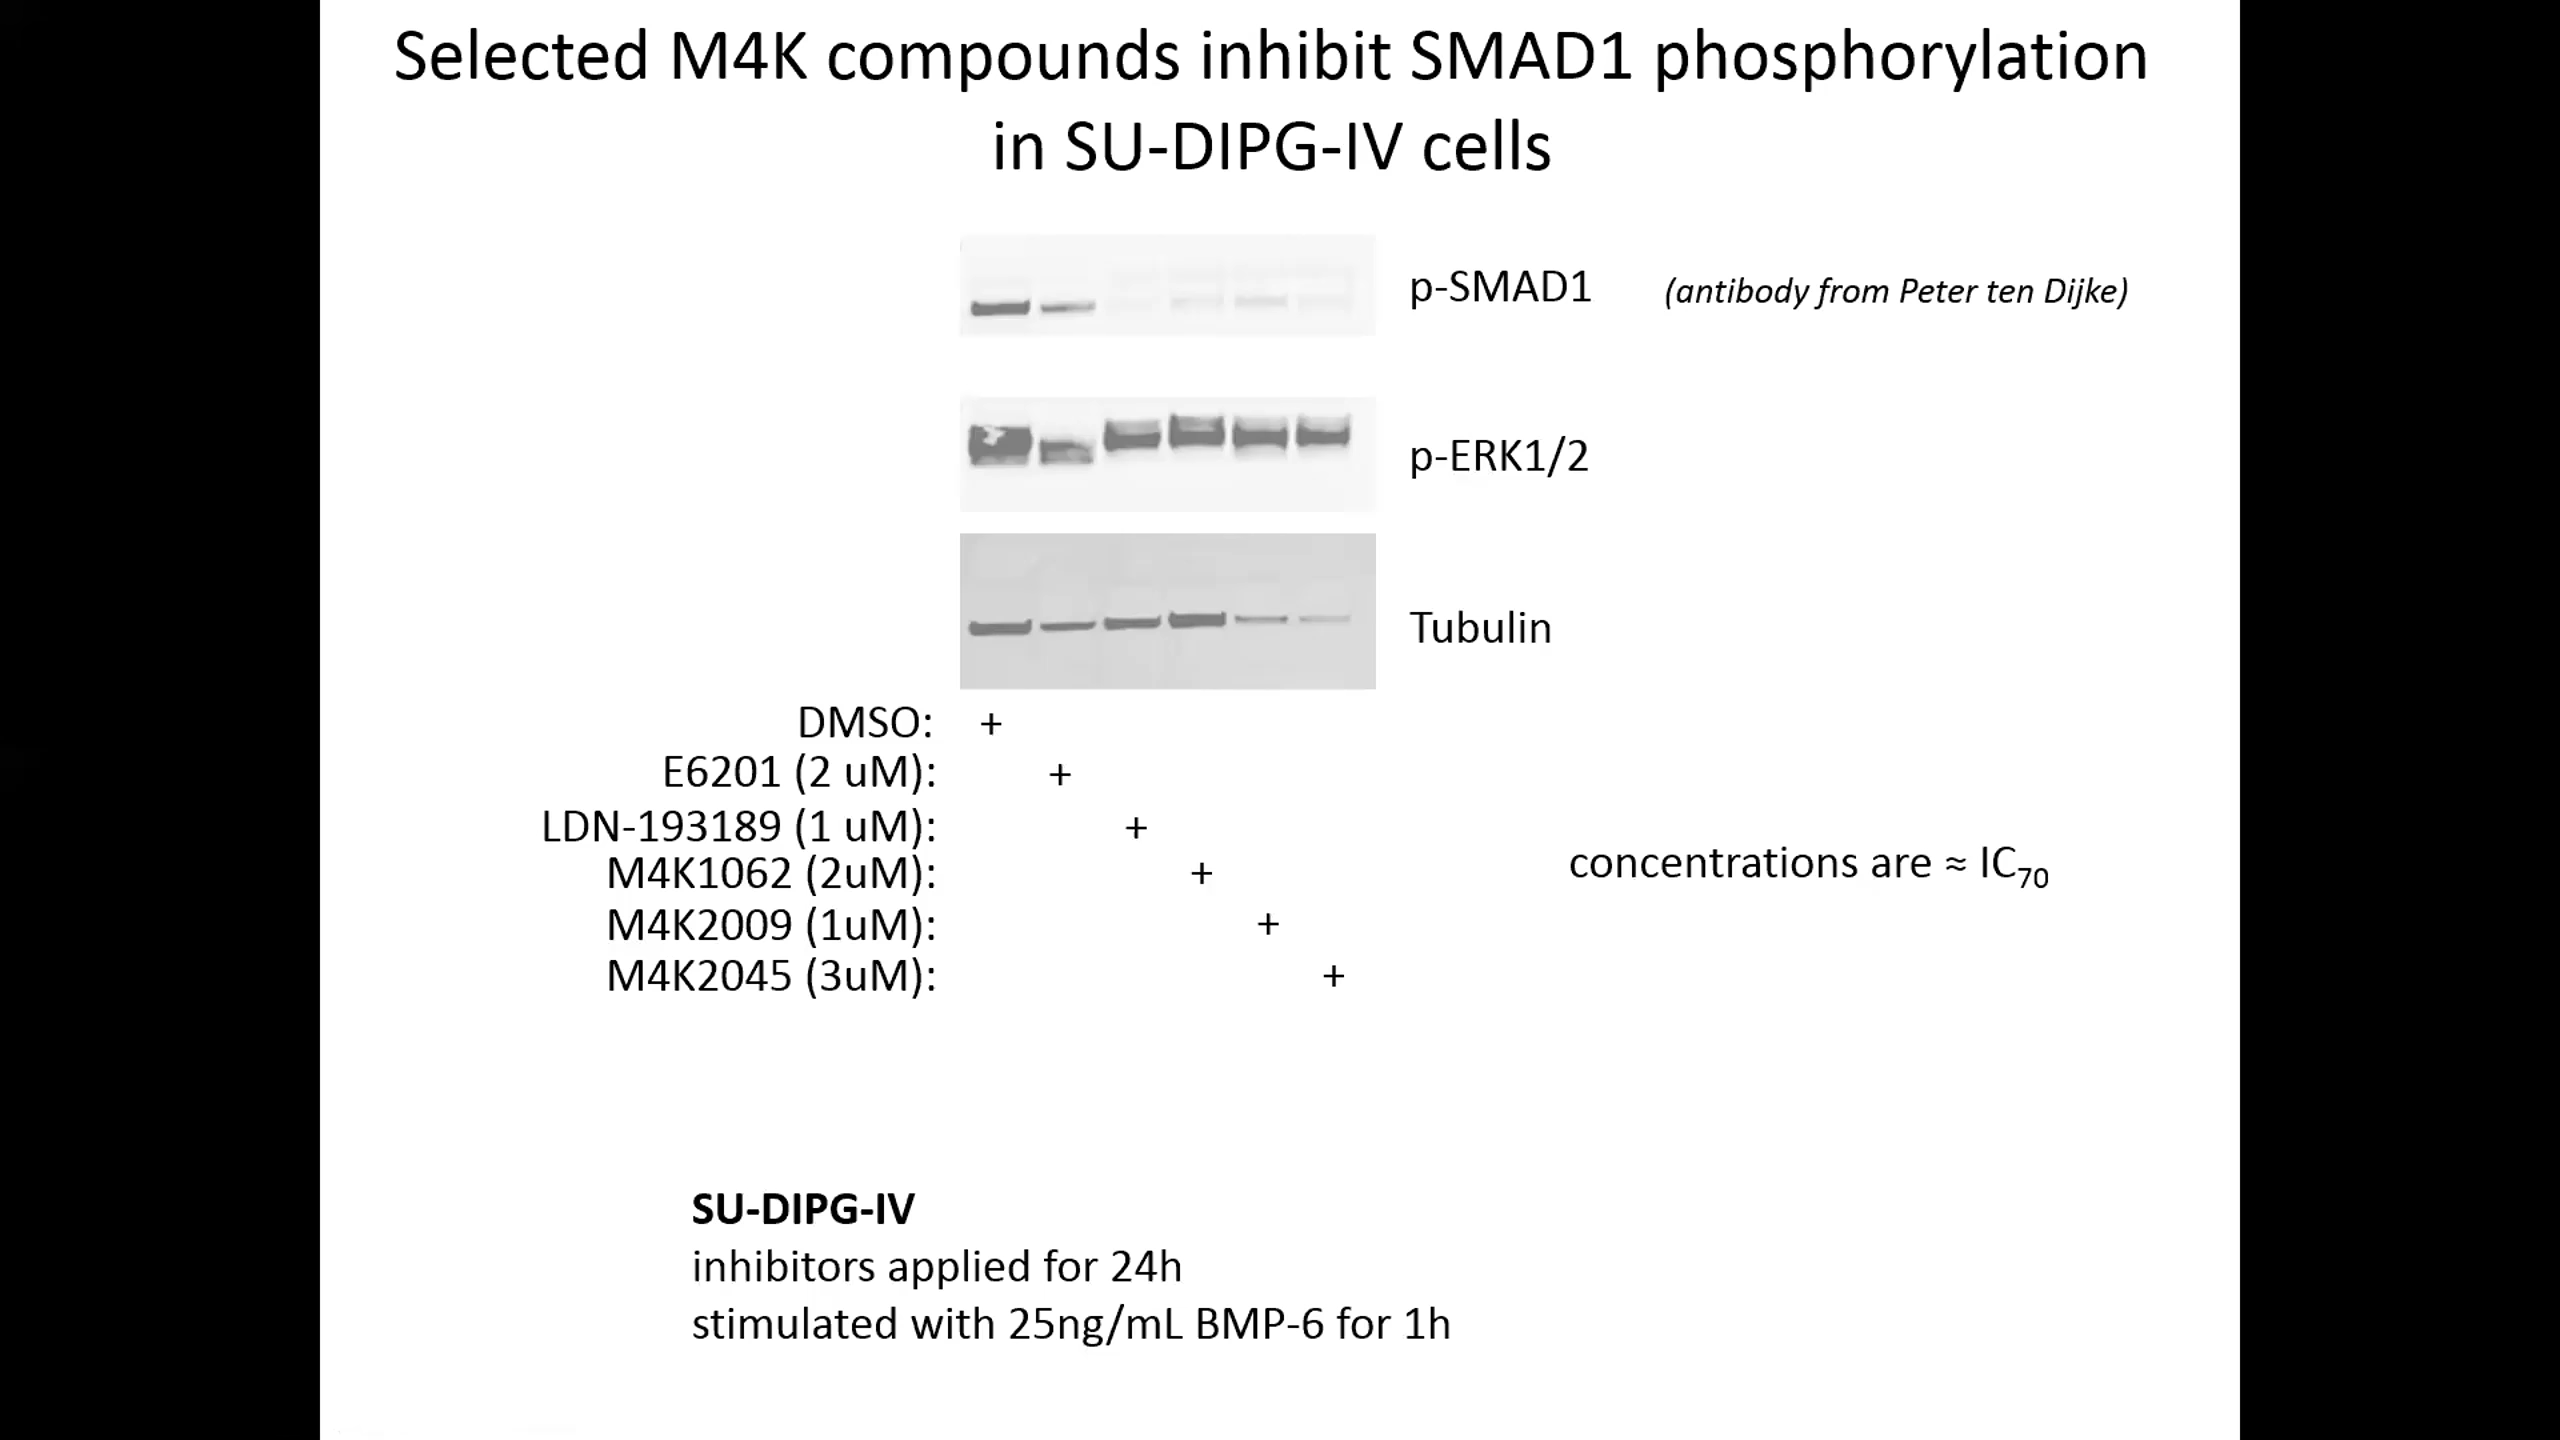 Selected M4K compounds inhibit SMAD1 phosphorylation
in SU-DIPG-IV cells
p-SMAD1 (antibody from Peter ten Dijke)
p-ERK1/2
Tubulin
DMSO: +
E6201 (2 uM): +
LDN-193189 (1 uM): +
M4K1062 (2uM): +
concentrations are ≈ IC70
M4K2009 (1uM): +
M4K2045 (3uM): +
SU-DIPG-IV
inhibitors applied for 24h
stimulated with 25ng/mL BMP-6 for 1h